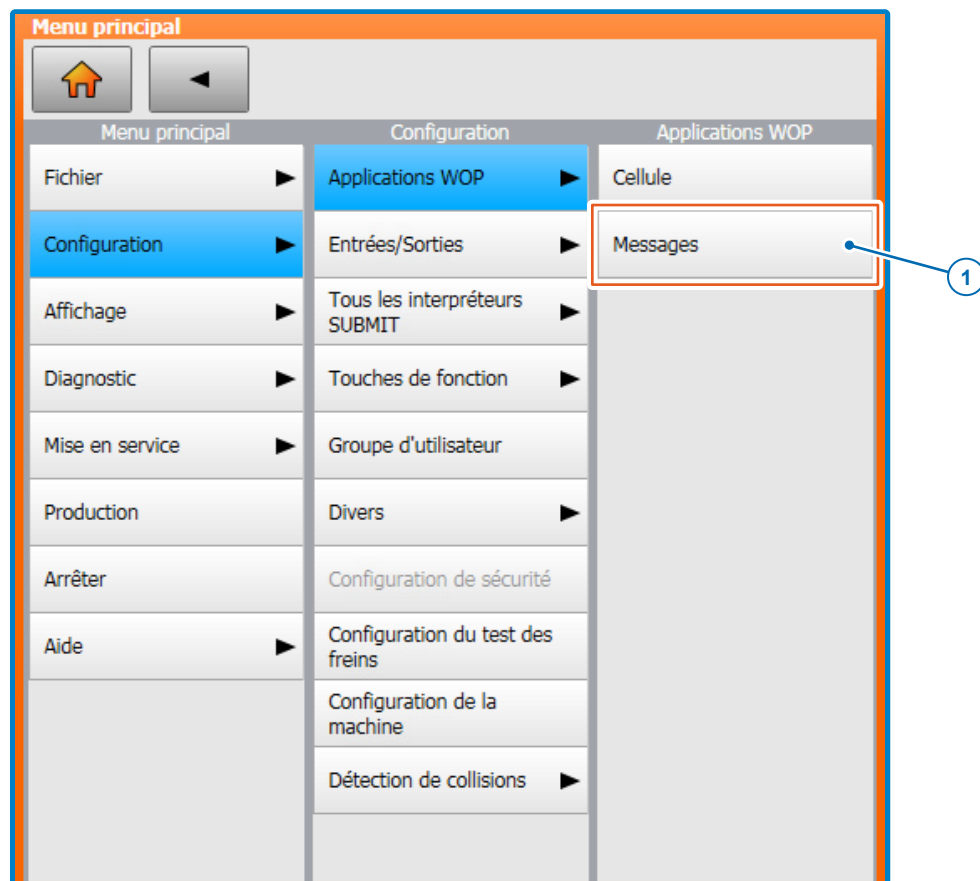 Menu principal
Menu principal
Fichier
Configuration
Affichage
Diagnostic
Mise en service
Production
Arrêter
Aide
Configuration
Applications WOP
Entrées/Sorties
Tous les interpréteurs
SUBMIT
Touches de fonction
Groupe d'utilisateur
Divers
Configuration de sécurité
Configuration du test des
freins
Configuration de la
machine
Détection de collisions
Applications WOP
Cellule
Messages
1